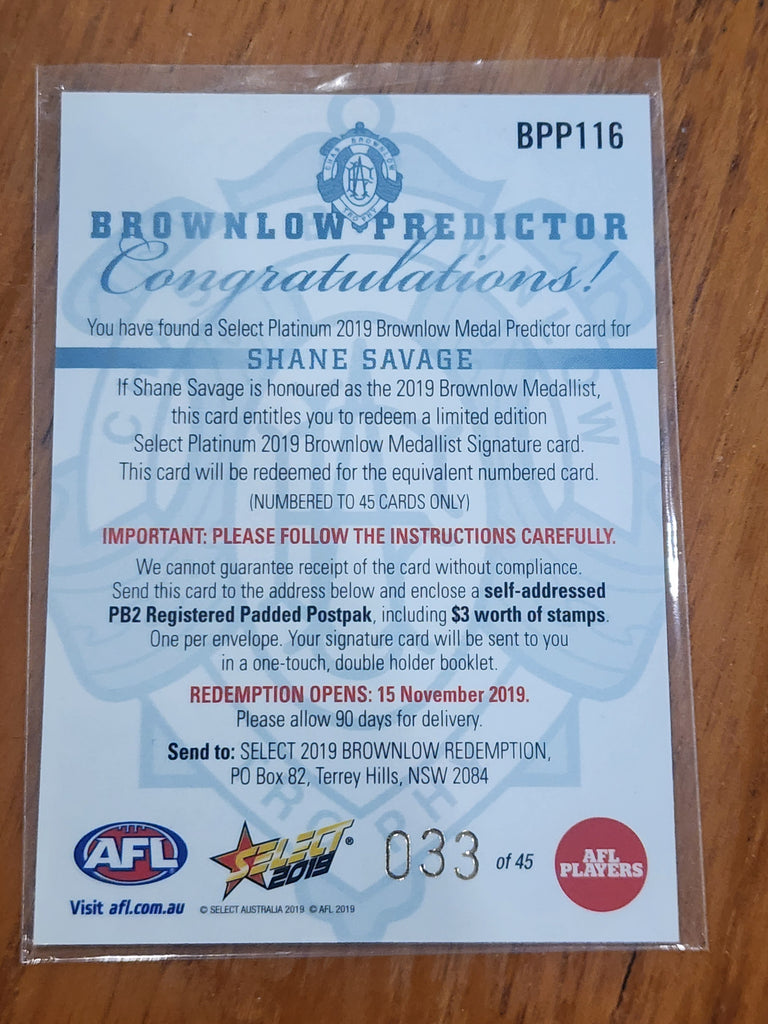 BPP116
CHAS BROWNLOW
TROPHY
BROWNLOW PREDICTOR
Congratulations!
You have found a Select Platinum 2019 Brownlow Medal Predictor card for
SHANE SAVAGE
If Shane Savage is honoured as the 2019 Brownlow Medallist,
this card entitles you to redeem a limited edition
Select Platinum 2019 Brownlow Medallist Signature card.
This card will be redeemed for the equivalent numbered card.
(NUMBERED TO 45 CARDS ONLY)
IMPORTANT: PLEASE FOLLOW THE INSTRUCTIONS CAREFULLY.
We cannot guarantee receipt of the card without compliance.
Send this card to the address below and enclose a self-addressed
PB2 Registered Padded Postpak, including $3 worth of stamps.
One per envelope. Your signature card will be sent to you
in a one-touch, double holder booklet.
REDEMPTION OPENS: 15 November 2019.
Please allow 90 days for delivery.
Send to: SELECT 2019 BROWNLOW REDEMPTION,
PO Box 82, Terrey Hills, NSW 2084
AFL
Visit afl.com.au
SELECT ®
2019
© SELECT AUSTRALIA 2019 © AFL 2019
033 of 45
AFL
PLAYERS